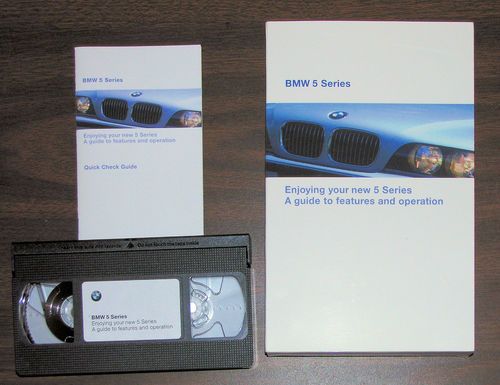 BMW 5 Series
Enjoying your new 5 Series
A guide to features and operation
Quick Check Guide
BMW 5 Series
Enjoying your new 5 Series
A guide to features and operation
Do not touch the tape inside
BMW 5 Series
Enjoying your new 5 Series
A guide to features and operation